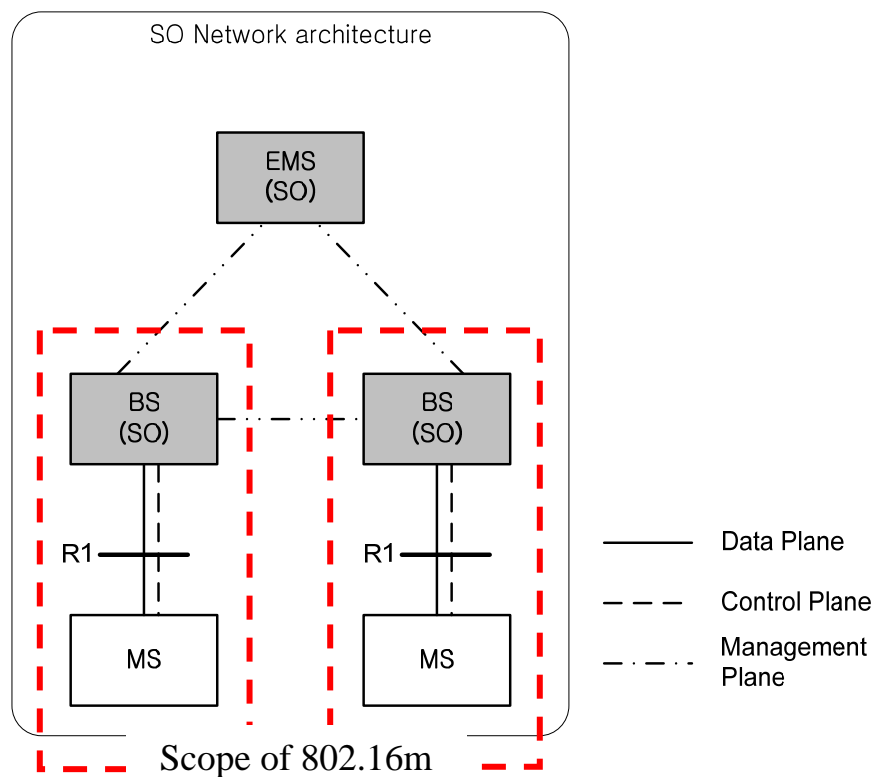 SO Network architecture
EMS
(SO)
BS
(SO)
BS
(SO)
R1
R1
MS
MS
Data Plane
Control Plane
Management
Plane
Scope of 802.16m